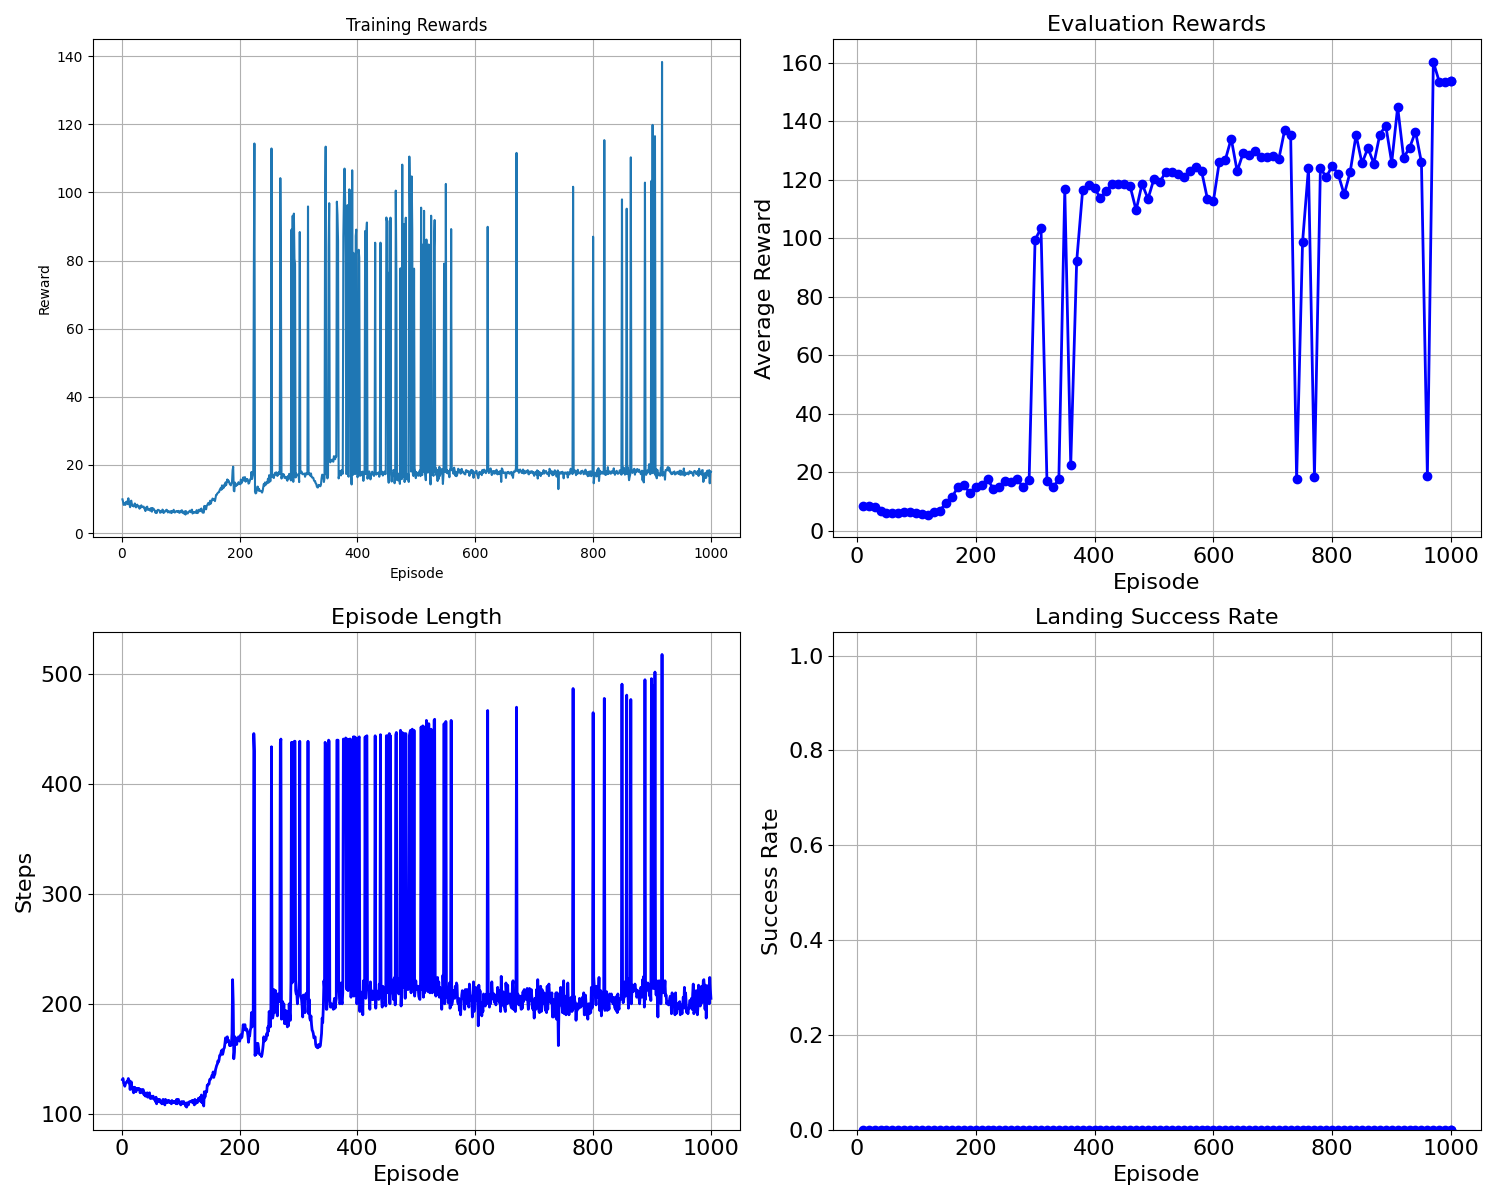 Training Rewards
140
120
100
80
60
40
20
0
Reward
0 200 400 600 800 1000
Episode
Evaluation Rewards
160
140
120
100
80
60
40
20
0
Average Reward
0 200 400 600 800 1000
Episode
Episode Length
500
400
300
200
100
Steps
0 200 400 600 800 1000
Episode
Landing Success Rate
1.0
0.8
0.6
0.4
0.2
0.0
Success Rate
0 200 400 600 800 1000
Episode